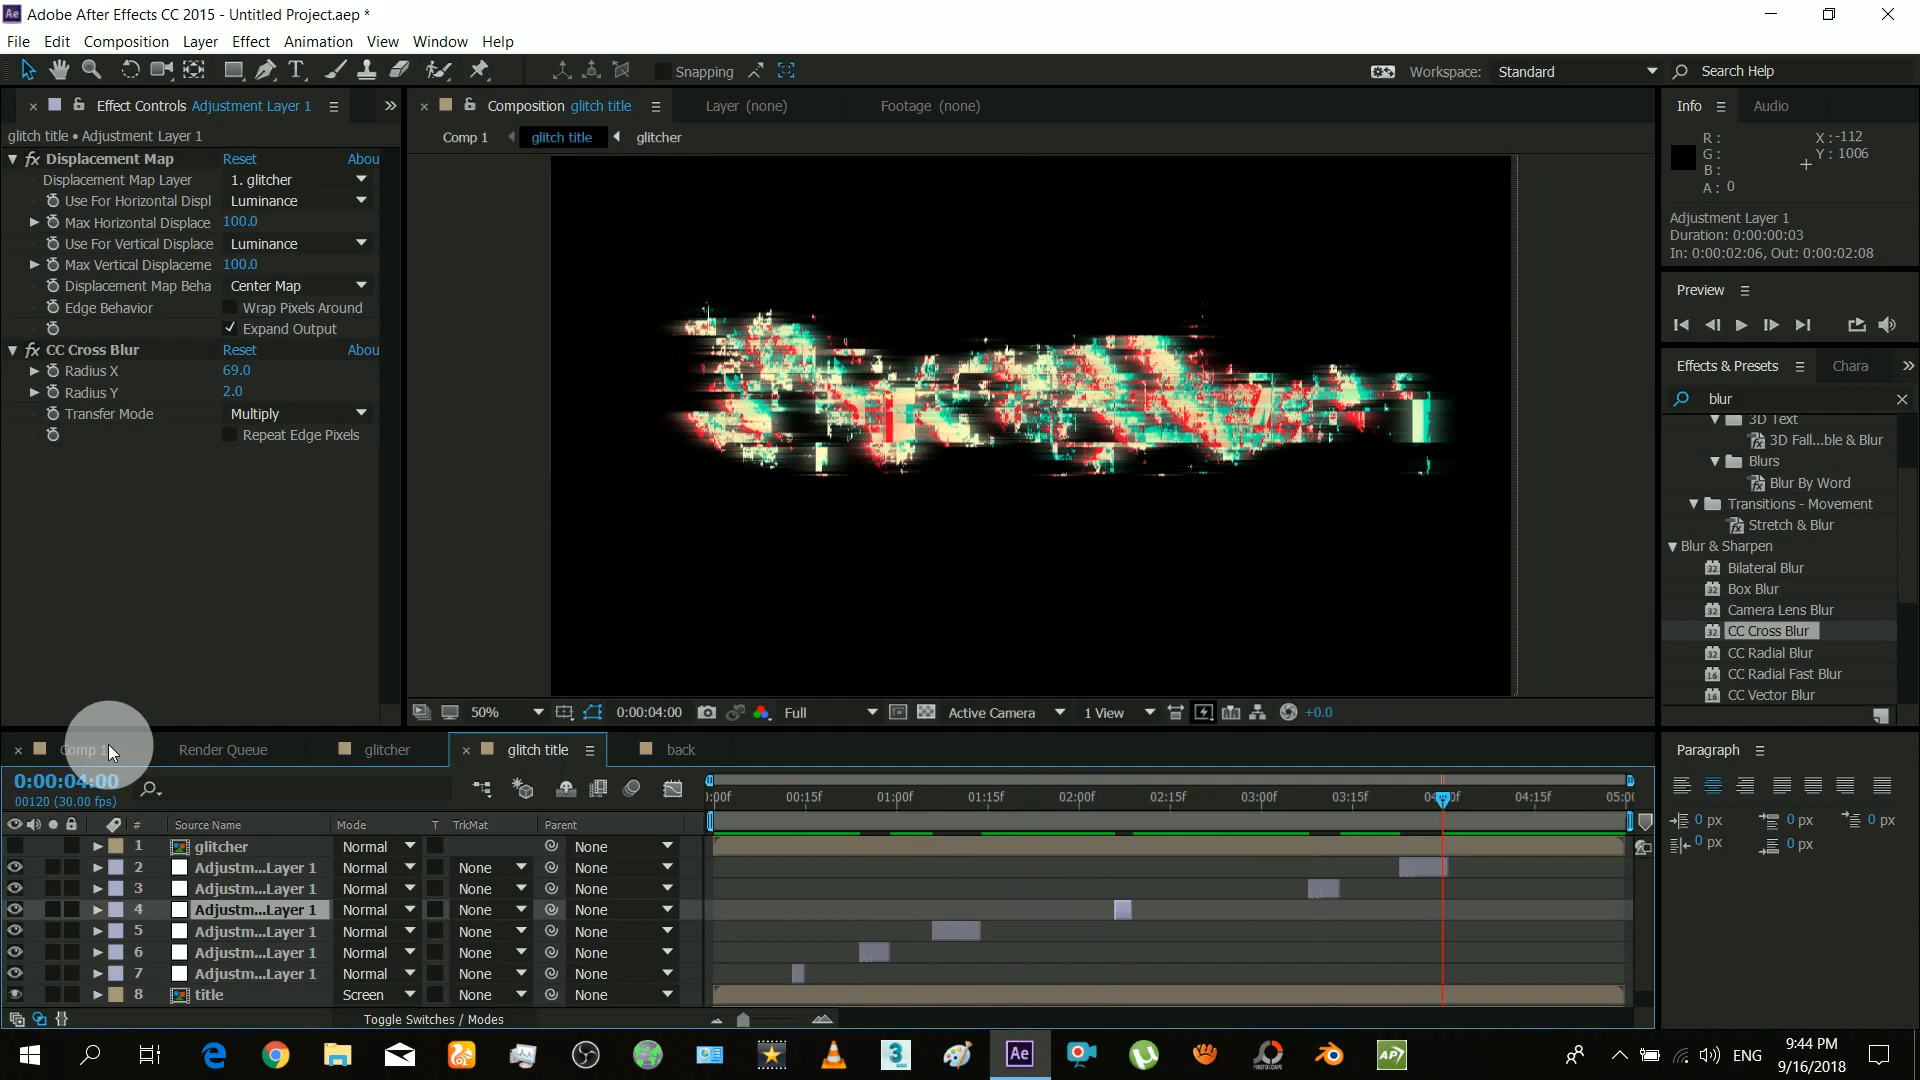 Adobe After Effects CC 2015 - Untitled Project.aep *
File Edit Composition Layer Effect Animation View Window Help
Snapping
Workspace: Standard
Search Help
Effect Controls Adjustment Layer 1
Composition glitch title
Layer (none)
Footage (none)
Info
Audio
glitch title • Adjustment Layer 1
Comp 1
glitch title
glitcher
R :
G :
B :
A : 0
X : -112
Y : 1006
fx Displacement Map Reset Abou
Displacement Map Layer 1. glitcher
Use For Horizontal Displ Luminance
Max Horizontal Displace 100.0
Use For Vertical Displace Luminance
Max Vertical Displaceme 100.0
Displacement Map Beha Center Map
Edge Behavior Wrap Pixels Around
Expand Output
fx CC Cross Blur Reset Abou
Radius X 69.0
Radius Y 2.0
Transfer Mode Multiply
Repeat Edge Pixels
Adjustment Layer 1
Duration: 0:00:00:03
In: 0:00:02:06, Out: 0:00:02:08
Preview
Effects & Presets
Chara
blur
3D Text
3D Fall...ble & Blur
Blurs
Blur By Word
Transitions - Movement
Stretch & Blur
Blur & Sharpen
Bilateral Blur
Box Blur
Camera Lens Blur
CC Cross Blur
CC Radial Blur
CC Radial Fast Blur
CC Vector Blur
50% 0:00:04:00 Full Active Camera 1 View +0.0
Comp 1
Render Queue
glitcher
glitch title
back
Paragraph
0:00:04:00
00120 (30.00 fps)
:00f 00:15f 01:00f 01:15f 02:00f 02:15f 03:00f 03:15f 04:15f 05:0
0 px 0 px 0 px
0 px 0 px
# Source Name Mode T TrkMat Parent
1 glitcher Normal None
2 Adjustm...Layer 1 Normal None None
3 Adjustm...Layer 1 Normal None None
4 Adjustm...Layer 1 Normal None None
5 Adjustm...Layer 1 Normal None None
6 Adjustm...Layer 1 Normal None None
7 Adjustm...Layer 1 Normal None None
8 title Screen None None
Toggle Switches / Modes
Ae
AP7
ENG
9:44 PM
9/16/2018